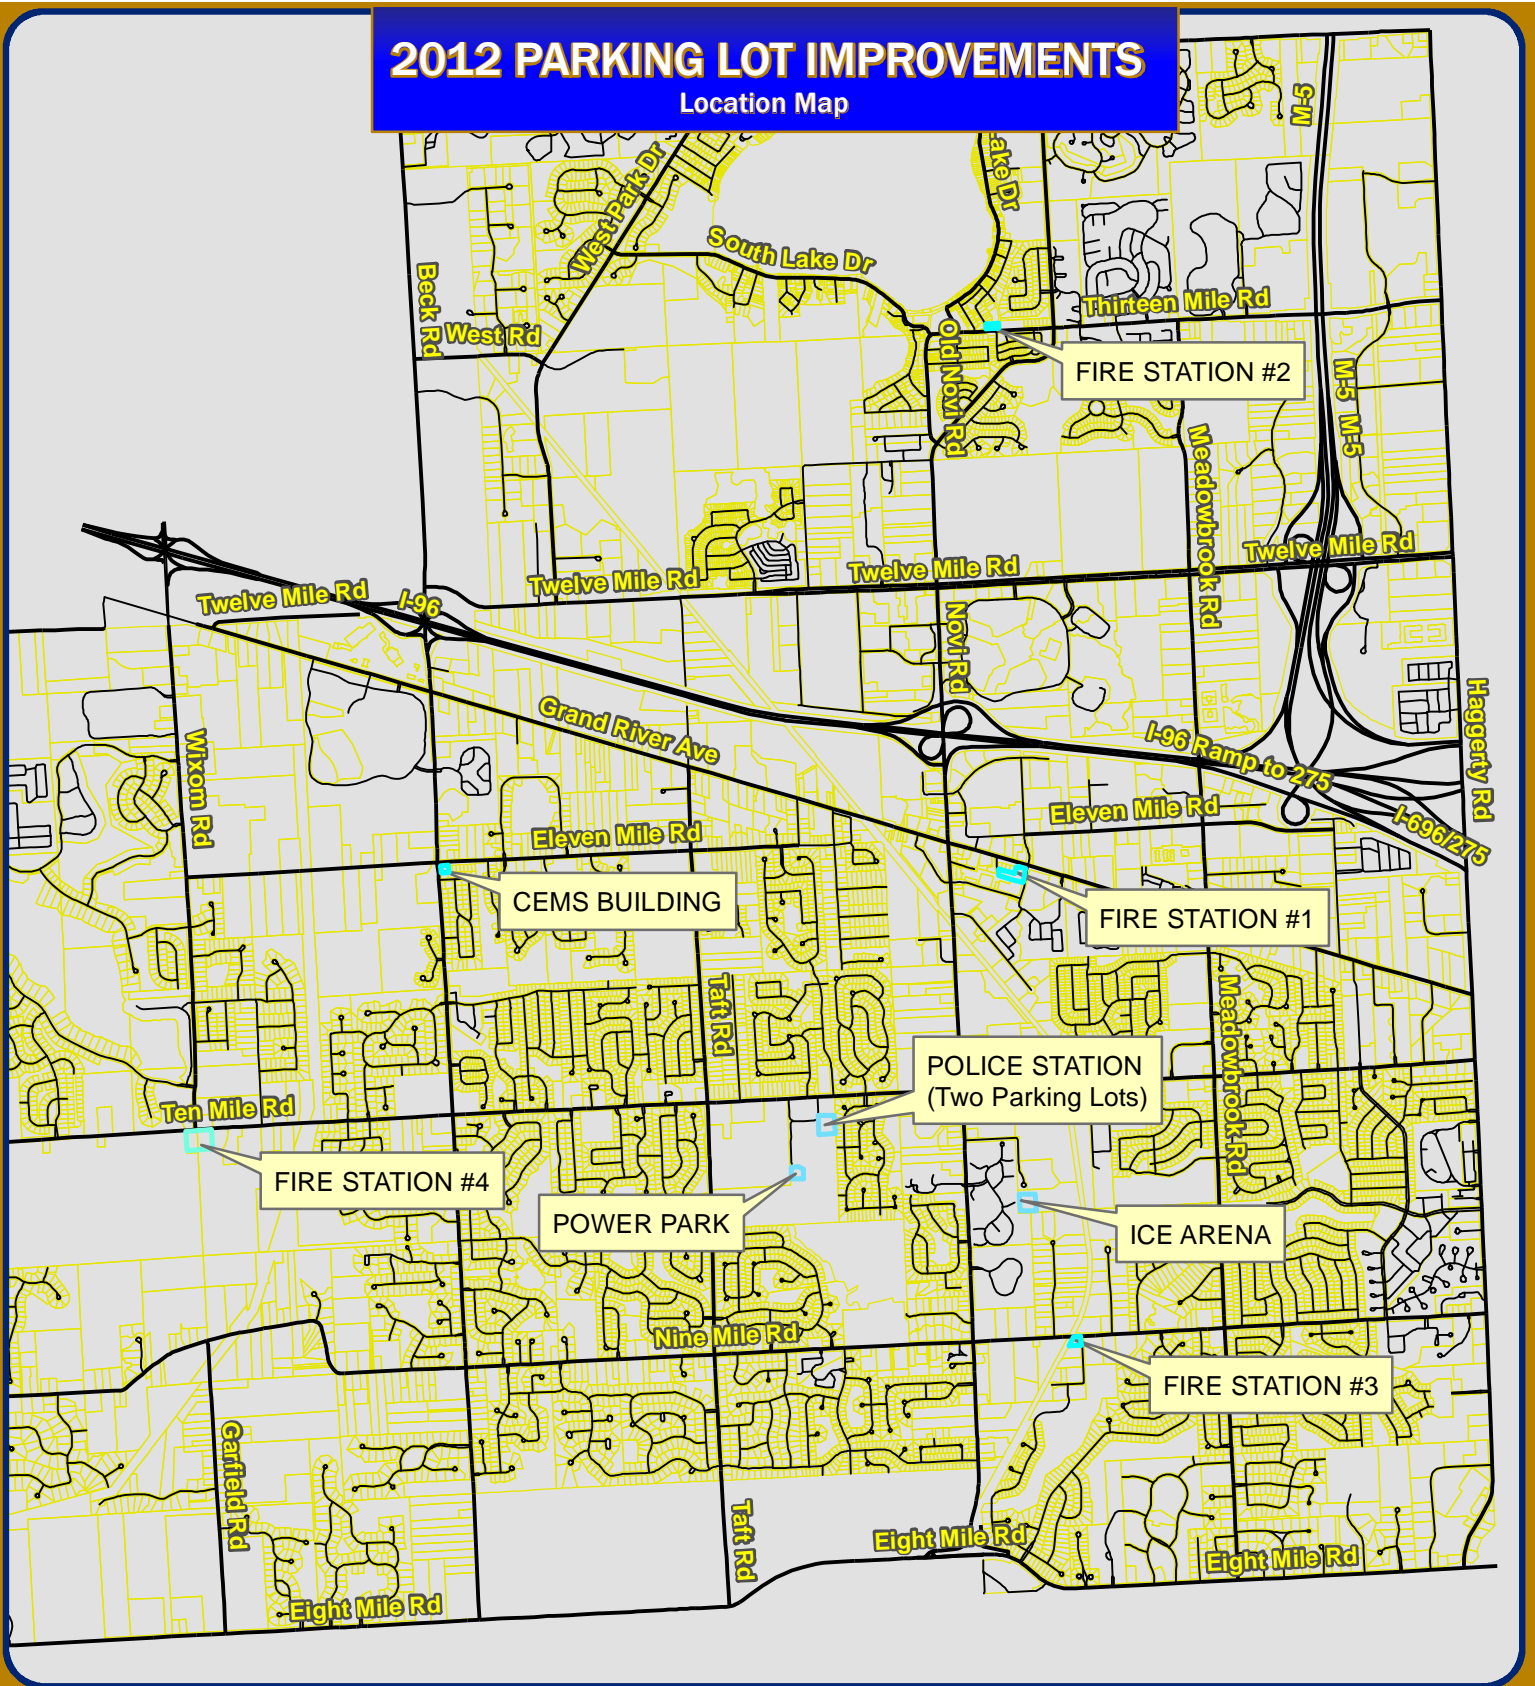 2012 PARKING LOT IMPROVEMENTS
Location Map
M-5
West Park Dr
Lake Dr
South Lake Dr
Beck Rd
West Rd
Thirteen Mile Rd
Old Novi Rd
FIRE STATION #2
M-5
M-5
Meadowbrook Rd
Twelve Mile Rd
Twelve Mile Rd
Twelve Mile Rd
Twelve Mile Rd
I-96
Novi Rd
Grand River Ave
Haggerty Rd
I-96 Ramp to 275
Wixom Rd
Eleven Mile Rd
Eleven Mile Rd
I-696/275
CEMS BUILDING
FIRE STATION #1
Taft Rd
Meadowbrook Rd
POLICE STATION
(Two Parking Lots)
Ten Mile Rd
FIRE STATION #4
POWER PARK
ICE ARENA
Nine Mile Rd
FIRE STATION #3
Garfield Rd
Taft Rd
Eight Mile Rd
Eight Mile Rd
Eight Mile Rd